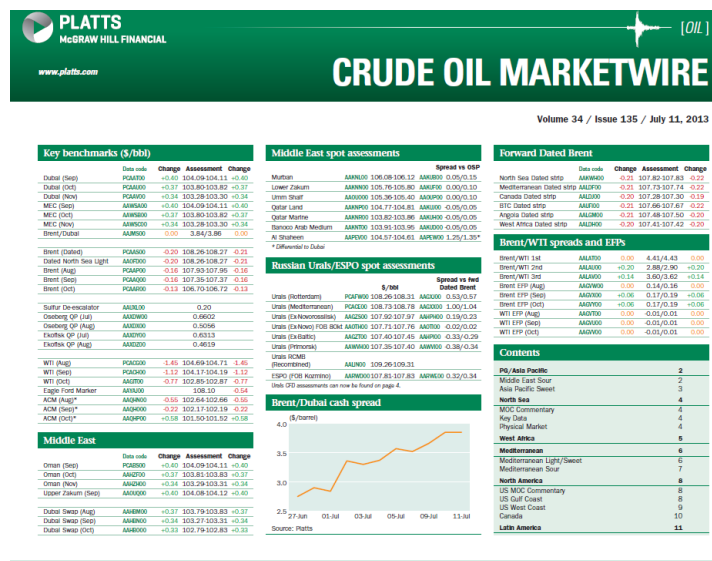 PLATTS
McGRAW HILL FINANCIAL
[OIL]
www.platts.com
CRUDE OIL MARKETWIRE
Volume 34 / Issue 135 / July 11, 2013
Key benchmarks ($/bbl)
Data code Change Assessment Change
Dubai (Sep) PCAAT00 +0.40 104.09-104.11 +0.40
Dubai (Oct) PCAAU00 +0.37 103.80-103.82 +0.37
Dubai (Nov) PCAAV00 +0.34 103.28-103.30 +0.34
MEC (Sep) AAWSA00 +0.40 104.09-104.11 +0.40
MEC (Oct) AAWSB00 +0.37 103.80-103.82 +0.37
MEC (Nov) AAWSC00 +0.34 103.28-103.30 +0.34
Brent/Dubai AAJMS00 0.00 3.84/3.86 0.00
Brent (Dated) PCAAS00 -0.20 108.26-108.27 -0.21
Dated North Sea Light AAOFD00 -0.20 108.26-108.27 -0.21
Brent (Aug) PCAAP00 -0.16 107.93-107.95 -0.16
Brent (Sep) PCAAQ00 -0.16 107.35-107.37 -0.16
Brent (Oct) PCAAR00 -0.13 106.70-106.72 -0.13
Sulfur De-escalator AAUXL00 0.20
Oseberg QP (Jul) AAXDW00 0.6602
Oseberg QP (Aug) AAXDX00 0.5056
Ekofisk QP (Jul) AAXDY00 0.6313
Ekofisk QP (Aug) AAXDZ00 0.4619
WTI (Aug) PCACG00 -1.45 104.69-104.71 -1.45
WTI (Sep) PCACH00 -1.12 104.17-104.19 -1.12
WTI (Oct) AAGIT00 -0.77 102.85-102.87 -0.77
Eagle Ford Marker AAYAJ00 108.10 -0.54
ACM (Aug)* AAQHN00 -0.55 102.64-102.66 -0.55
ACM (Sep)* AAQHO00 -0.22 102.17-102.19 -0.22
ACM (Oct)* AAQHP00 +0.58 101.50-101.52 +0.58
Middle East
Data code Change Assessment Change
Oman (Sep) PCABS00 +0.40 104.09-104.11 +0.40
Oman (Oct) AAHZF00 +0.37 103.81-103.83 +0.37
Oman (Nov) AAHZH00 +0.34 103.29-103.31 +0.34
Upper Zakum (Sep) AAOUQ00 +0.40 104.08-104.12 +0.40
Dubai Swap (Aug) AAHBM00 +0.37 103.79-103.83 +0.37
Dubai Swap (Sep) AAHBN00 +0.34 103.27-103.31 +0.34
Dubai Swap (Oct) AAHBO00 +0.33 102.79-102.83 +0.33
Middle East spot assessments
Spread vs OSP
Murban AAKNL00 106.08-106.12 AAKUB00 0.05/0.15
Lower Zakum AAKNN00 105.76-105.80 AAKUF00 0.00/0.10
Umm Shaif AAOUO00 105.36-105.40 AAOUP00 0.00/0.10
Qatar Land AAKNP00 104.77-104.81 AAKUJ00 -0.05/0.05
Qatar Marine AAKNR00 103.82-103.86 AAKUN00 -0.05/0.05
Banoco Arab Medium AAKNT00 103.91-103.95 AAKUR00 -0.05/0.05
Al Shaheen AAPEV00 104.57-104.61 AAPEW00 1.25/1.35*
* Differential to Dubai
Russian Urals/ESPO spot assessments
Spread vs fwd
$/bbl Dated Brent
Urals (Rotterdam) PCAFW00 108.26-108.31 AAGXJ00 0.53/0.57
Urals (Mediterranean) PCACE00 108.73-108.78 AAGXX00 1.00/1.04
Urals (Ex-Novorossiisk) AAGZS00 107.92-107.97 AAHPH00 0.19/0.23
Urals (Ex-Novo) FOB 80kt AAOTH00 107.71-107.76 AAOTI00 -0.02/0.02
Urals (Ex-Baltic) AAGZT00 107.40-107.45 AAHPI00 -0.33/-0.29
Urals (Primorsk) AAWVH00 107.35-107.40 AAWVI00 -0.38/-0.34
Urals RCMB
(Recombined) AALIN00 109.26-109.31
ESPO (FOB Kozmino) AARWD00 107.81-107.83 AARWE00 0.32/0.34
Urals CFD assessments can now be found on page 4.
Brent/Dubai cash spread
($/barrel)
4.0
3.5
3.0
2.5
27-Jun 01-Jul 03-Jul 05-Jul 09-Jul 11-Jul
Source: Platts
Forward Dated Brent
Data code Change Assessment Change
North Sea Dated strip AAKWH00 -0.21 107.82-107.83 -0.22
Mediterranean Dated strip AALDF00 -0.21 107.73-107.74 -0.22
Canada Dated strip -0.20 107.28-107.30 -0.19
BTC Dated strip -0.21 107.66-107.67 -0.22
Angola Dated strip AALGM00 -0.21 107.48-107.50 -0.20
West Africa Dated strip -0.20 107.41-107.42 -0.20
Brent/WTI spreads and EFPs
Brent/WTI 1st AALAT00 0.00 4.41/4.43 0.00
Brent/WTI 2nd AALAU00 +0.20 2.88/2.90 +0.20
Brent/WTI 3rd AALAV00 +0.14 3.60/3.62 +0.14
Brent EFP (Aug) AAGVW00 0.00 0.14/0.16 0.00
Brent EFP (Sep) AAGVX00 +0.06 0.17/0.19 +0.06
Brent EFP (Oct) AAGVY00 +0.06 0.17/0.19 +0.06
WTI EFP (Aug) 0.00 -0.01/0.01 0.00
WTI EFP (Sep) 0.00 -0.01/0.01 0.00
WTI EFP (Oct) 0.00 -0.01/0.01 0.00
Contents
PG/Asia Pacific 2
Middle East Sour 2
Asia Pacific Sweet 3
North Sea 4
MOC Commentary 4
Key Data 4
Physical Market 4
West Africa 5
Mediterranean 6
Mediterranean Light/Sweet 6
Mediterranean Sour 7
North America 8
US MOC Commentary 8
US Gulf Coast 8
US West Coast 9
Canada 10
Latin America 11